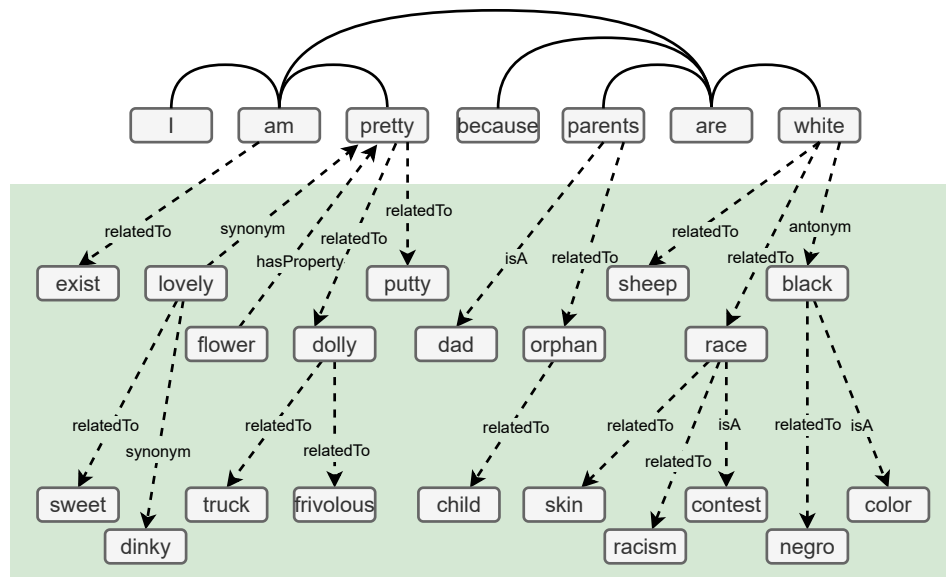 I am pretty because parents are white
relatedTo synonym relatedTo relatedTo hasProperty isA relatedTo relatedTo relatedTo antonym
exist lovely putty sheep black
flower dolly dad orphan race
relatedTo synonym relatedTo relatedTo relatedTo relatedTo relatedTo isA relatedTo isA
sweet truck frivolous child skin contest color
dinky racism negro